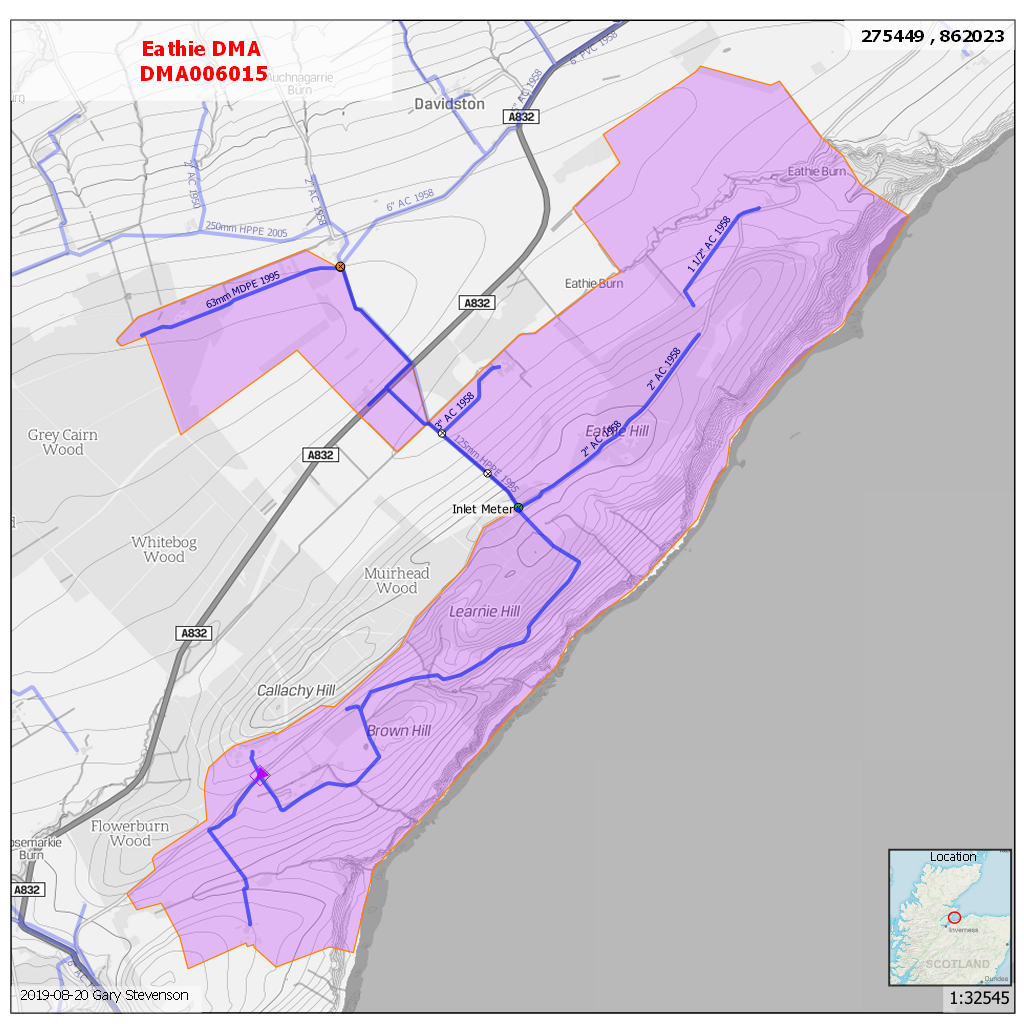 Eathie DMA
DMA006015
275449 , 862023
6" PVC 1958
Auchnagarrie
Burn
Davidston
AC 1958
A832
2" AC 1950
2" AC 1958
6" AC 1958
250mm HPPE 2005
Eathie Burn
1 1/2" AC 1958
63mm MDPE 1995
Eathie Burn
A832
2" AC 1958
3" AC 1958
Eathie Hill
2" AC 1958
Grey Cairn
Wood
A832
125mm HPPE 1995
Inlet Meter
Whitebog
Wood
Muirhead
Wood
Learnie Hill
A832
Callachy Hill
Brown Hill
Flowerburn
Wood
osemarkie
Burn
A832
Location
Inverness
SCOTLAND
Dundee
2019-08-20 Gary Stevenson
1:32545